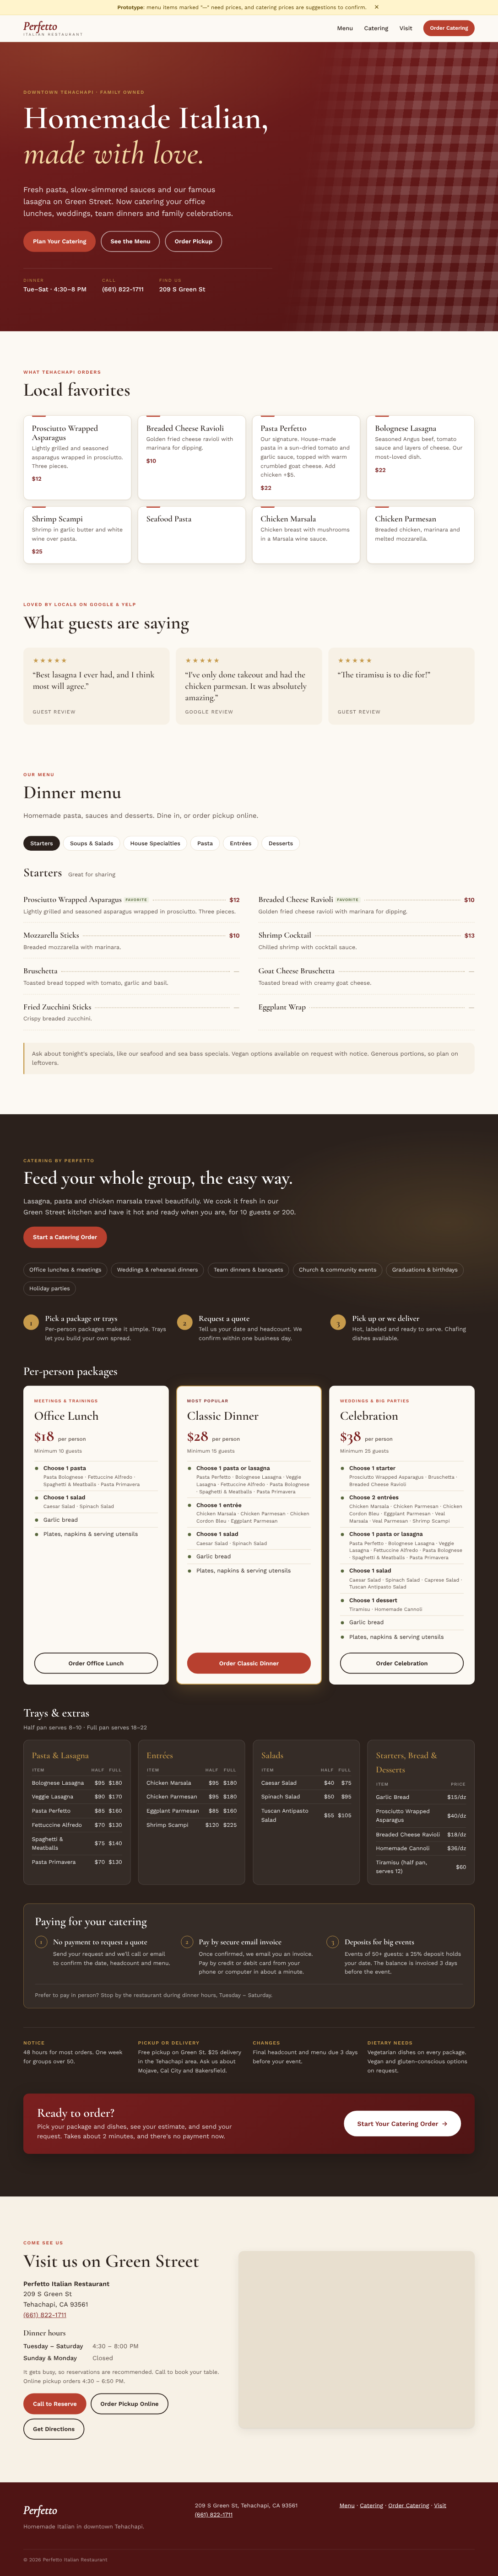 Prototype: menu items marked "—" need prices, and catering prices are suggestions to confirm. ✕
Perfetto
ITALIAN RESTAURANT
Menu Catering Visit Order Catering
DOWNTOWN TEHACHAPI · FAMILY OWNED
Homemade Italian,
made with love.
Fresh pasta, slow-simmered sauces and our famous
lasagna on Green Street. Now catering your office
lunches, weddings, team dinners and family celebrations.
Plan Your Catering See the Menu Order Pickup
DINNER CALL FIND US
Tue–Sat · 4:30–8 PM (661) 822-1711 209 S Green St
WHAT TEHACHAPI ORDERS
Local favorites
Prosciutto Wrapped
Asparagus
Lightly grilled and seasoned
asparagus wrapped in prosciutto.
Three pieces.
$12
Breaded Cheese Ravioli
Golden fried cheese ravioli with
marinara for dipping.
$10
Pasta Perfetto
Our signature. House-made
pasta in a sun-dried tomato and
garlic sauce, topped with warm
crumbled goat cheese. Add
chicken +$5.
$22
Bolognese Lasagna
Seasoned Angus beef, tomato
sauce and layers of cheese. Our
most-loved dish.
$22
Shrimp Scampi
Shrimp in garlic butter and white
wine over pasta.
$25
Seafood Pasta
Chicken Marsala
Chicken breast with mushrooms
in a Marsala wine sauce.
Chicken Parmesan
Breaded chicken, marinara and
melted mozzarella.
LOVED BY LOCALS ON GOOGLE & YELP
What guests are saying
★★★★★
“Best lasagna I ever had, and I think
most will agree.”
GUEST REVIEW
★★★★★
“I've only done takeout and had the
chicken parmesan. It was absolutely
amazing.”
GOOGLE REVIEW
★★★★★
“The tiramisu is to die for!”
GUEST REVIEW
OUR MENU
Dinner menu
Homemade pasta, sauces and desserts. Dine in, or order pickup online.
Starters Soups & Salads House Specialties Pasta Entrées Desserts
Starters Great for sharing
Prosciutto Wrapped Asparagus FAVORITE $12
Lightly grilled and seasoned asparagus wrapped in prosciutto. Three pieces.
Breaded Cheese Ravioli FAVORITE $10
Golden fried cheese ravioli with marinara for dipping.
Mozzarella Sticks $10
Breaded mozzarella with marinara.
Shrimp Cocktail $13
Chilled shrimp with cocktail sauce.
Bruschetta —
Toasted bread topped with tomato, garlic and basil.
Goat Cheese Bruschetta —
Toasted bread with creamy goat cheese.
Fried Zucchini Sticks —
Crispy breaded zucchini.
Eggplant Wrap —
Ask about tonight's specials, like our seafood and sea bass specials. Vegan options available on request with notice. Generous portions, so plan on
leftovers.
CATERING BY PERFETTO
Feed your whole group, the easy way.
Lasagna, pasta and chicken marsala travel beautifully. We cook it fresh in our
Green Street kitchen and have it hot and ready when you are, for 10 guests or 200.
Start a Catering Order
Office lunches & meetings Weddings & rehearsal dinners Team dinners & banquets Church & community events Graduations & birthdays
Holiday parties
1 Pick a package or trays
Per-person packages make it simple. Trays
let you build your own spread.
2 Request a quote
Tell us your date and headcount. We
confirm within one business day.
3 Pick up or we deliver
Hot, labeled and ready to serve. Chafing
dishes available.
Per-person packages
MEETINGS & TRAININGS
Office Lunch
$18 per person
Minimum 10 guests
Choose 1 pasta
Pasta Bolognese · Fettuccine Alfredo ·
Spaghetti & Meatballs · Pasta Primavera
Choose 1 salad
Caesar Salad · Spinach Salad
Garlic bread
Plates, napkins & serving utensils
Order Office Lunch
MOST POPULAR
Classic Dinner
$28 per person
Minimum 15 guests
Choose 1 pasta or lasagna
Pasta Perfetto · Bolognese Lasagna · Veggie
Lasagna · Fettuccine Alfredo · Pasta Bolognese
· Spaghetti & Meatballs · Pasta Primavera
Choose 1 entrée
Chicken Marsala · Chicken Parmesan · Chicken
Cordon Bleu · Eggplant Parmesan
Choose 1 salad
Caesar Salad · Spinach Salad
Garlic bread
Plates, napkins & serving utensils
Order Classic Dinner
WEDDINGS & BIG PARTIES
Celebration
$38 per person
Minimum 25 guests
Choose 1 starter
Prosciutto Wrapped Asparagus · Bruschetta ·
Breaded Cheese Ravioli
Choose 2 entrées
Chicken Marsala · Chicken Parmesan · Chicken
Cordon Bleu · Eggplant Parmesan · Veal
Marsala · Veal Parmesan · Shrimp Scampi
Choose 1 pasta or lasagna
Pasta Perfetto · Bolognese Lasagna · Veggie
Lasagna · Fettuccine Alfredo · Pasta Bolognese
· Spaghetti & Meatballs · Pasta Primavera
Choose 1 salad
Caesar Salad · Spinach Salad · Caprese Salad ·
Tuscan Antipasto Salad
Choose 1 dessert
Tiramisu · Homemade Cannoli
Garlic bread
Plates, napkins & serving utensils
Order Celebration
Trays & extras
Half pan serves 8–10 · Full pan serves 18–22
Pasta & Lasagna
ITEM HALF FULL
Bolognese Lasagna $95 $180
Veggie Lasagna $90 $170
Pasta Perfetto $85 $160
Fettuccine Alfredo $70 $130
Spaghetti &
Meatballs $75 $140
Pasta Primavera $70 $130
Entrées
ITEM HALF FULL
Chicken Marsala $95 $180
Chicken Parmesan $95 $180
Eggplant Parmesan $85 $160
Shrimp Scampi $120 $225
Salads
ITEM HALF FULL
Caesar Salad $40 $75
Spinach Salad $50 $95
Tuscan Antipasto
Salad $55 $105
Starters, Bread &
Desserts
ITEM PRICE
Garlic Bread $15/dz
Prosciutto Wrapped
Asparagus $40/dz
Breaded Cheese Ravioli $18/dz
Homemade Cannoli $36/dz
Tiramisu (half pan,
serves 12) $60
Paying for your catering
1 No payment to request a quote
Send your request and we'll call or email
to confirm the date, headcount and menu.
2 Pay by secure email invoice
Once confirmed, we email you an invoice.
Pay by credit or debit card from your
phone or computer in about a minute.
3 Deposits for big events
Events of 50+ guests: a 25% deposit holds
your date. The balance is invoiced 3 days
before the event.
Prefer to pay in person? Stop by the restaurant during dinner hours, Tuesday – Saturday.
NOTICE
48 hours for most orders. One week
for groups over 50.
PICKUP OR DELIVERY
Free pickup on Green St. $25 delivery
in the Tehachapi area. Ask us about
Mojave, Cal City and Bakersfield.
CHANGES
Final headcount and menu due 3 days
before your event.
DIETARY NEEDS
Vegetarian dishes on every package.
Vegan and gluten-conscious options
on request.
Ready to order?
Pick your package and dishes, see your estimate, and send your
request. Takes about 2 minutes, and there's no payment now.
Start Your Catering Order →
COME SEE US
Visit us on Green Street
Perfetto Italian Restaurant
209 S Green St
Tehachapi, CA 93561
(661) 822-1711
Dinner hours
Tuesday – Saturday 4:30 – 8:00 PM
Sunday & Monday Closed
It gets busy, so reservations are recommended. Call to book your table.
Online pickup orders 4:30 – 6:50 PM.
Call to Reserve Order Pickup Online
Get Directions
Perfetto
Homemade Italian in downtown Tehachapi.
209 S Green St, Tehachapi, CA 93561
(661) 822-1711
Menu · Catering · Order Catering · Visit
© 2026 Perfetto Italian Restaurant